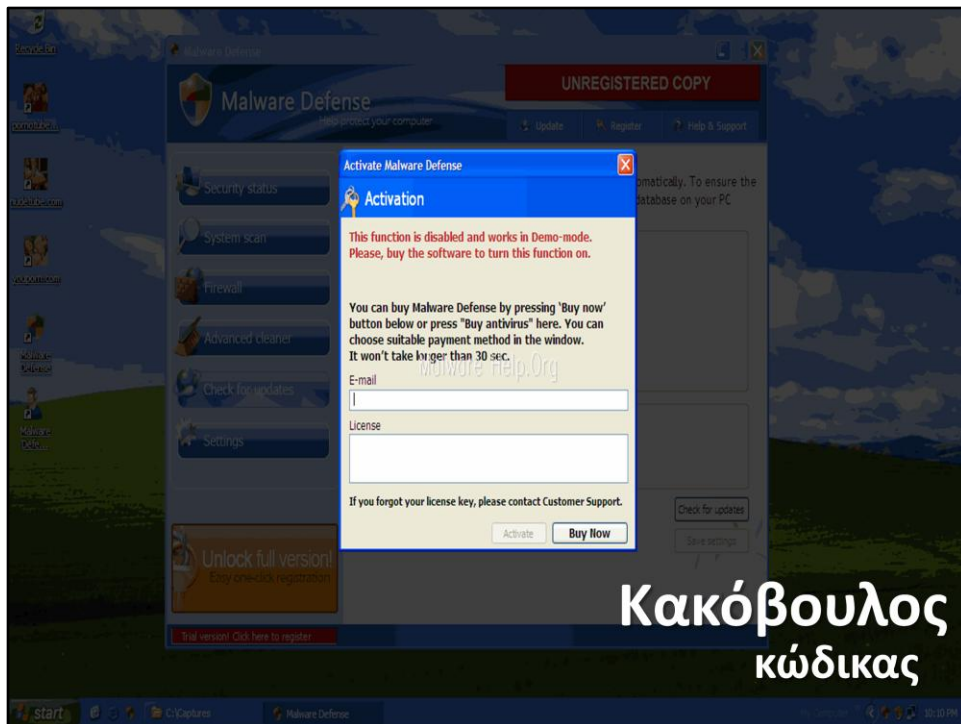 Recycle Bin
Malware Defense
Malware Defense
Help protect your computer
UNREGISTERED COPY
Update
Register
Help & Support
pornotube...
nudetube.com
Malware
Defense
Malware
Defe...
Security status
System scan
Firewall
Advanced cleaner
Check for updates
Settings
omatically. To ensure the
database on your PC
Activate Malware Defense
Activation
This function is disabled and works in Demo-mode.
Please, buy the software to turn this function on.
You can buy Malware Defense by pressing 'Buy now'
button below or press "Buy antivirus" here. You can
choose suitable payment method in the window.
It won't take longer than 30 sec.
Malware Help.Org
E-mail
License
If you forgot your license key, please contact Customer Support.
Activate
Buy Now
Check for updates
Save settings
Unlock full version!
Easy one-click registration
Trial version! Click here to register
Κακόβουλος
κώδικας
start
C:\Captures
Malware Defense
My Computer
10:10 PM